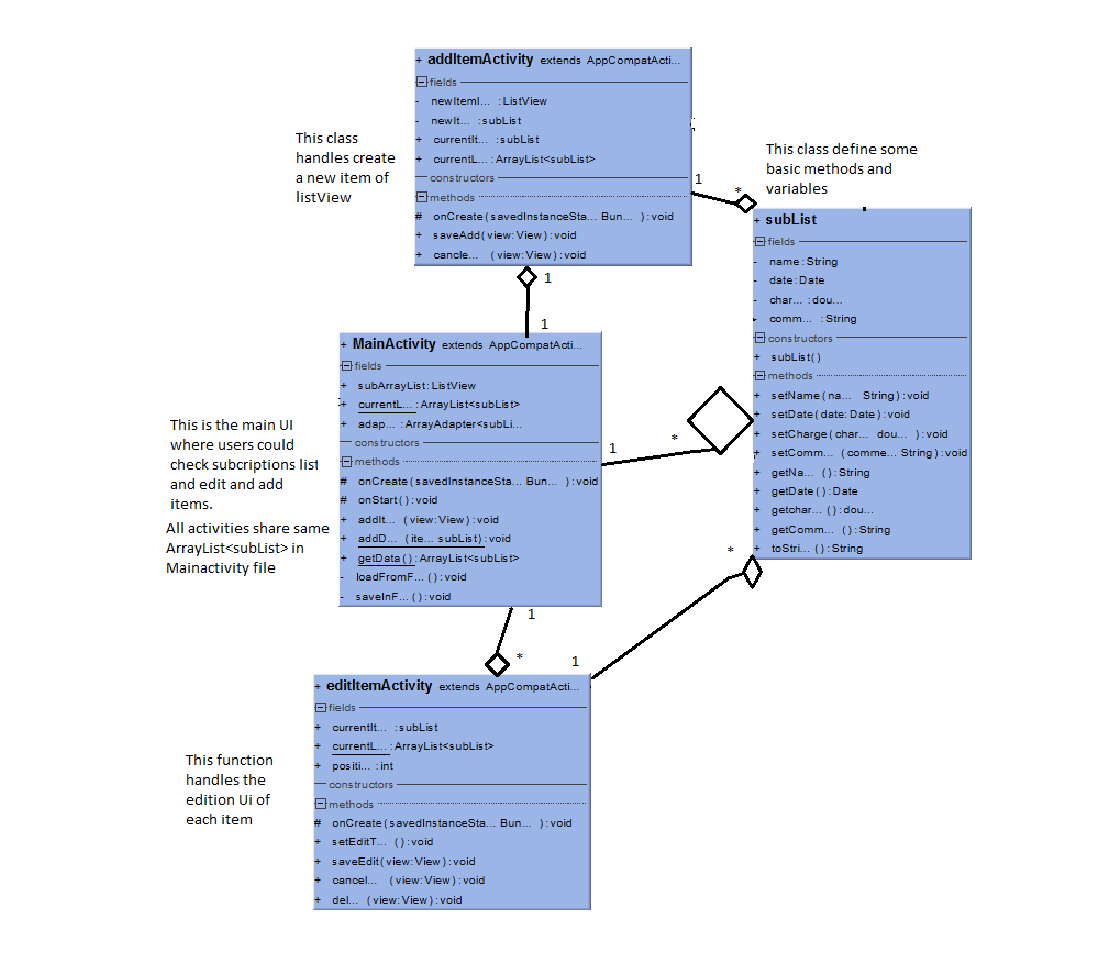 + addItemActivity extends AppCompatActi...
fields
- newItemI... : ListView
- newIt... : subList
+ currentIt... : subList
+ currentL... : ArrayList<subList>
constructors
methods
# onCreate(savedInstanceSta... Bun... ) : void
+ saveAdd(view: View) : void
+ cancle... (view: View) : void
This class
handles create
a new item of
listView
1
*
This class define some
basic methods and
variables
+ subList
fields
- name : String
- date : Date
- char... : dou...
- comm... : String
constructors
+ subList()
methods
+ setName(na... String) : void
+ setDate(date: Date) : void
+ setCharge(char... dou... ) : void
+ setComm... (comme... String) : void
+ getNa... () : String
+ getDate() : Date
+ getchar... () : dou...
+ getComm... () : String
+ toStri... () : String
1
1
+ MainActivity extends AppCompatActi...
fields
+ subArrayList: ListView
+ currentL... : ArrayList<subList>
+ adap... : ArrayAdapter<subLi...
constructors
methods
# onCreate(savedInstanceSta... Bun... ) : void
# onStart() : void
+ addIt... (view: View) : void
+ addD... (ite... subList) : void
+ getData() : ArrayList<subList>
- loadFromF... () : void
- saveInF... () : void
1
*
This is the main UI
where users could
check subcriptions list
and edit and add
items.
All activities share same
ArrayList<subList> in
Mainactivity file
1
*
1
*
+ editItemActivity extends AppCompatActi...
fields
+ currentIt... : subList
+ currentL... : ArrayList<subList>
+ positi... : int
constructors
methods
# onCreate(savedInstanceSta... Bun... ) : void
+ setEditT... () : void
+ saveEdit(view: View) : void
+ cancel... (view: View) : void
+ del... (view: View) : void
This function
handles the
edition Ui of
each item